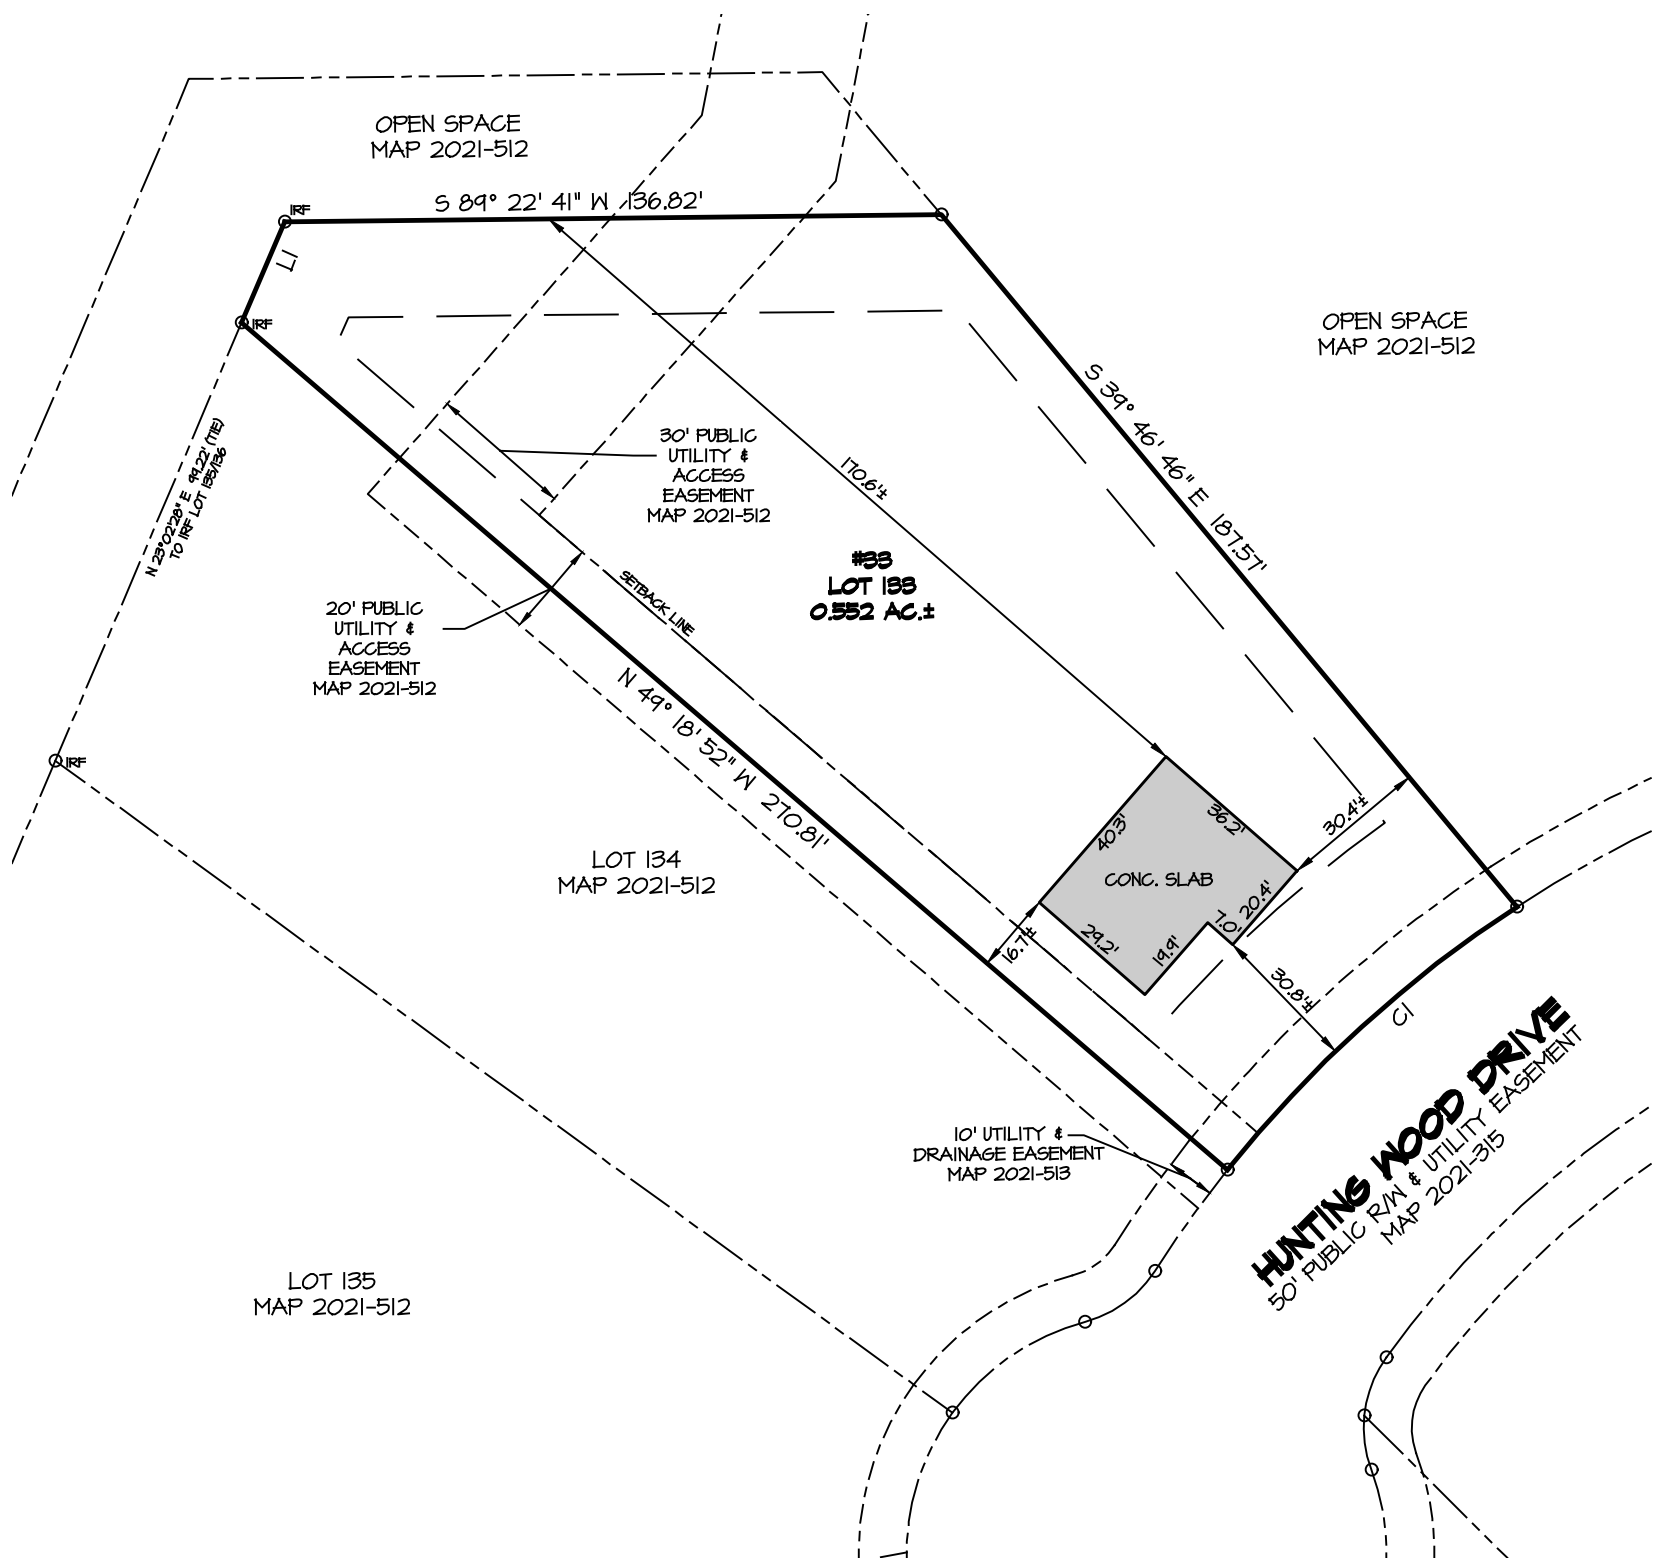 OPEN SPACE
MAP 2021-512
S 89° 22' 41" W 136.82'
IRF
L1
IRF
OPEN SPACE
MAP 2021-512
S 39° 46' 46" E 187.57'
N 23°02'28" E 99.22' (TIE)
TO IRF LOT 135/136
30' PUBLIC
UTILITY &
ACCESS
EASEMENT
MAP 2021-512
170.6'±
#33
LOT 133
0.552 AC.±
SETBACK LINE
20' PUBLIC
UTILITY &
ACCESS
EASEMENT
MAP 2021-512
N 49° 18' 52" W 270.81'
IRF
40.3'
36.2'
30.4'±
CONC. SLAB
LOT 134
MAP 2021-512
16.7'±
29.2'
19.9'
7.0'
20.4'
30.8'±
C1
HUNTING WOOD DRIVE
50' PUBLIC R/W & UTILITY EASEMENT
MAP 2021-315
10' UTILITY &
DRAINAGE EASEMENT
MAP 2021-513
LOT 135
MAP 2021-512